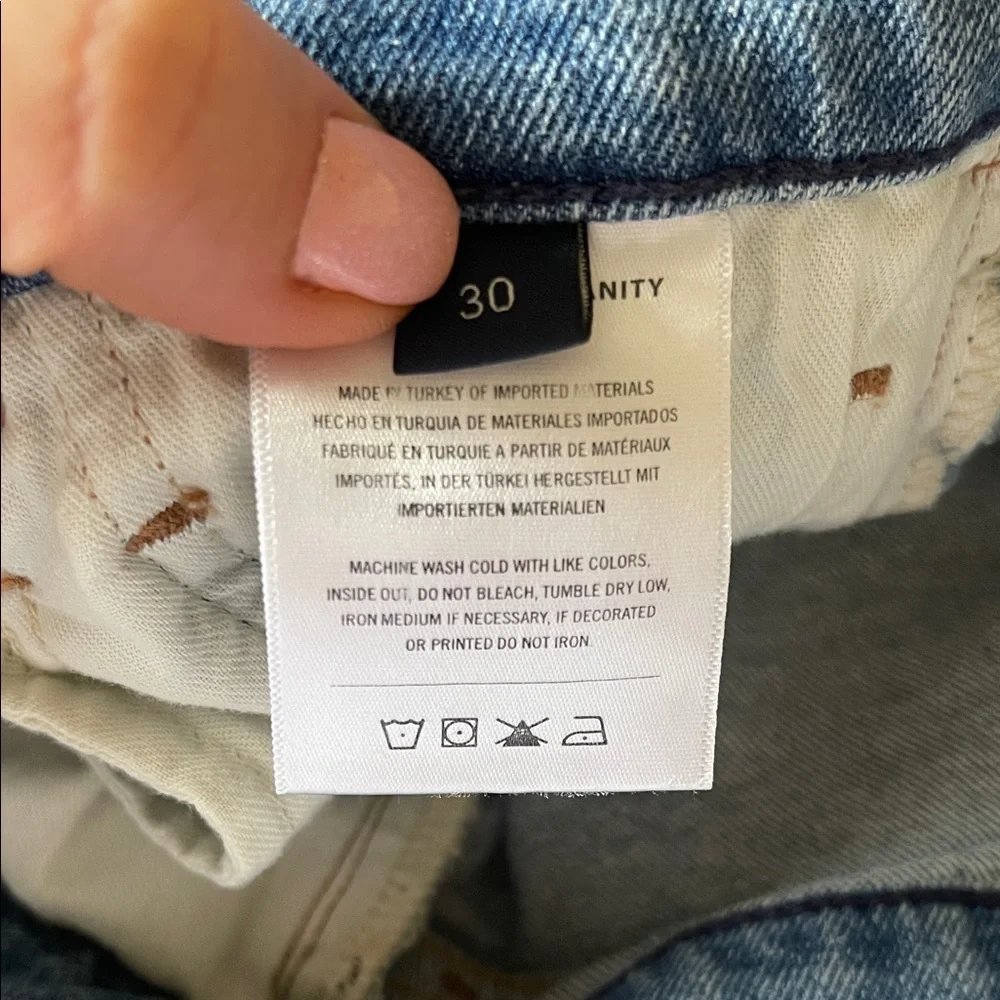 30
NITY
MADE IN TURKEY OF IMPORTED MATERIALS
HECHO EN TURQUIA DE MATERIALES IMPORTADOS
FABRIQUÉ EN TURQUIE A PARTIR DE MATÉRIAUX
IMPORTÉS, IN DER TÜRKEI HERGESTELLT MIT
IMPORTIERTEN MATERIALIEN
MACHINE WASH COLD WITH LIKE COLORS,
INSIDE OUT, DO NOT BLEACH, TUMBLE DRY LOW,
IRON MEDIUM IF NECESSARY, IF DECORATED
OR PRINTED DO NOT IRON.